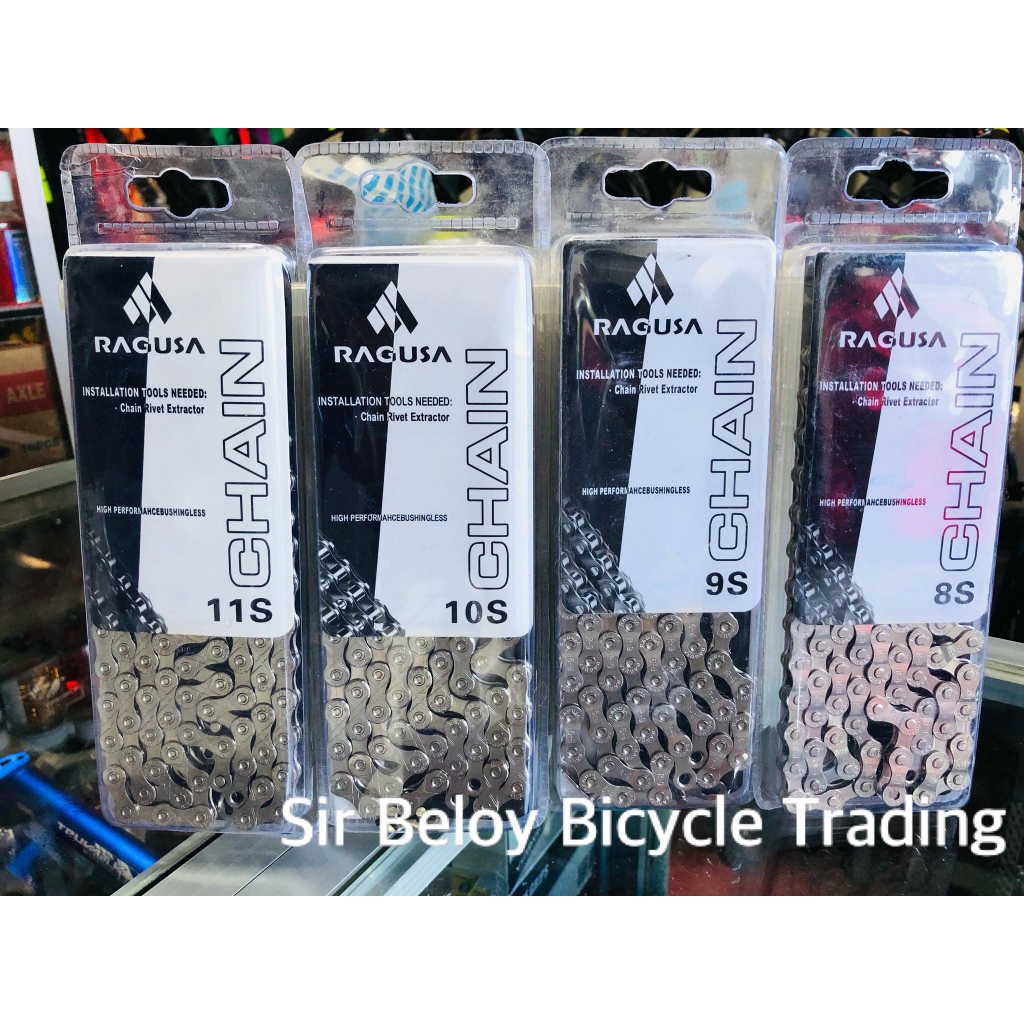 RAGUSA
INSTALLATION TOOLS NEEDED:
- Chain Rivet Extractor
HIGH PERFORMAHCEBUSHINGLESS
CHAIN
11S
RAGUSA
INSTALLATION TOOLS NEEDED:
- Chain Rivet Extractor
HIGH PERFORMAHCEBUSHINGLESS
CHAIN
10S
RAGUSA
INSTALLATION TOOLS NEEDED:
- Chain Rivet Extractor
HIGH PERFORMAHCEBUSHINGLESS
CHAIN
9S
RAGUSA
INSTALLATION TOOLS NEEDED:
- Chain Rivet Extractor
HIGH PERFORMAHCEBUSHINGLESS
CHAIN
8S
AXLE
Sir Beloy Bicycle Trading